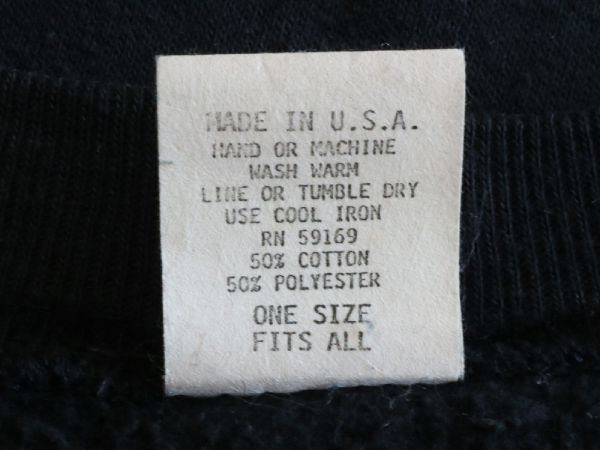 MADE IN U.S.A.
HAND OR MACHINE
WASH WARM
LINE OR TUMBLE DRY
USE COOL IRON
RN 59169
50% COTTON
50% POLYESTER
ONE SIZE
FITS ALL